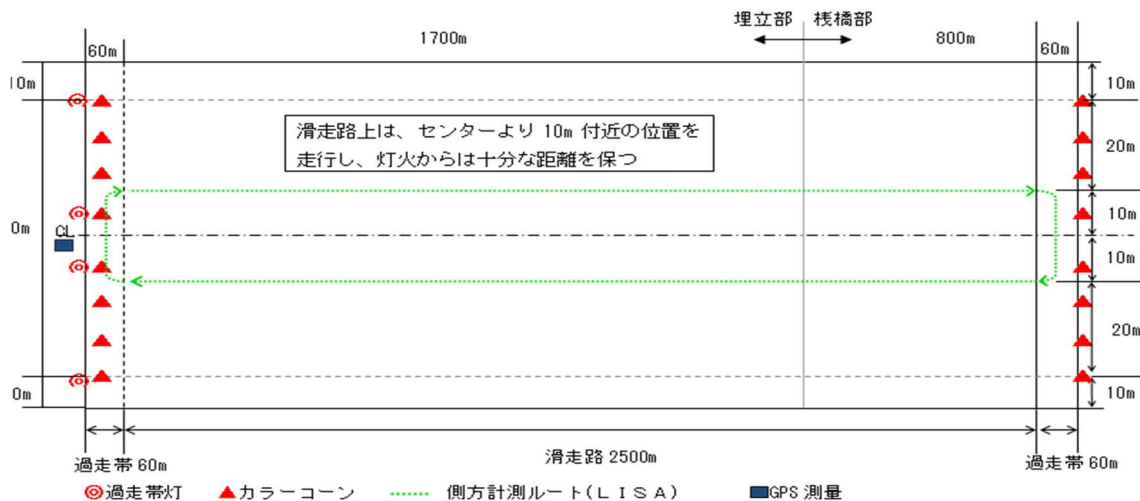 埋立部 桟橋部
60m 1700m 800m 60m
10m
10m
20m
滑走路上は、センターより 10m 付近の位置を
走行し、灯火からは十分な距離を保つ
10m
0m
CL
10m
20m
0m
10m
過走帯 60m
滑走路 2500m
過走帯 60m
過走帯灯 カラーコーン 側方計測ルート(LISA) GPS 測量